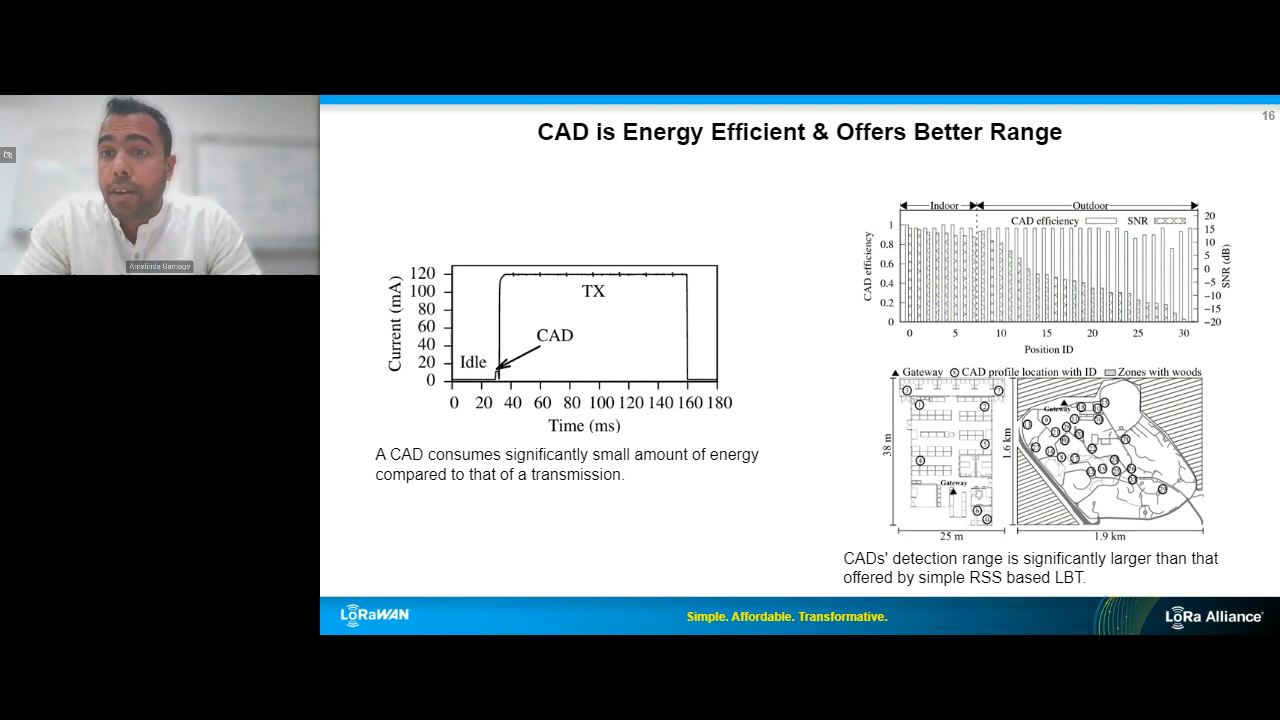 16
CAD is Energy Efficient & Offers Better Range
Amalinda Gamage
120
100
80
60
40
20
0
Current (mA)
TX
CAD
Idle
0 20 40 60 80 100 120 140 160 180
Time (ms)
A CAD consumes significantly small amount of energy
compared to that of a transmission.
Indoor Outdoor
CAD efficiency SNR
1
0.8
0.6
0.4
0.2
0
CAD efficiency
20
15
10
5
0
−5
−10
−15
−20
SNR (dB)
0 5 10 15 20 25 30
Position ID
Gateway CAD profile location with ID Zones with woods
38 m
Gateway
25 m
1.6 km
Gateway
1.9 km
CADs' detection range is significantly larger than that
offered by simple RSS based LBT.
LoRaWAN
Simple. Affordable. Transformative.
LoRa Alliance